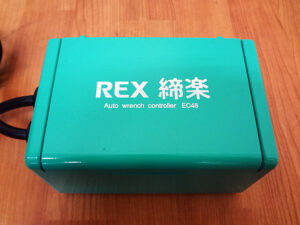 REX 締楽
Auto wrench controller EC48